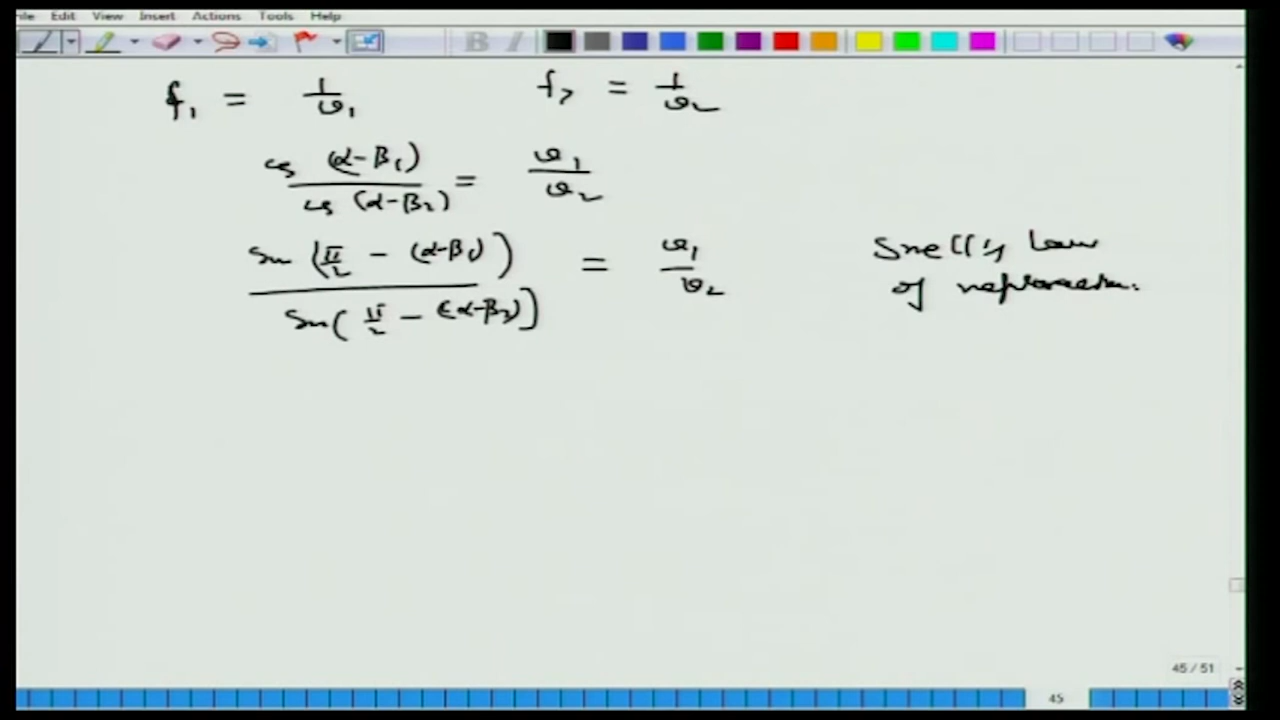 File Edit View Insert Actions Tools Help
B I
f₁ = 1/v₁ f₂ = 1/v₂
cos (α-β₁) / cos (α-β₂) = v₁/v₂
sin (π/2 - (α-β₁)) / sin (π/2 - (α-β₂)) = v₁/v₂
Snell's law
of refraction.
45 / 51
45